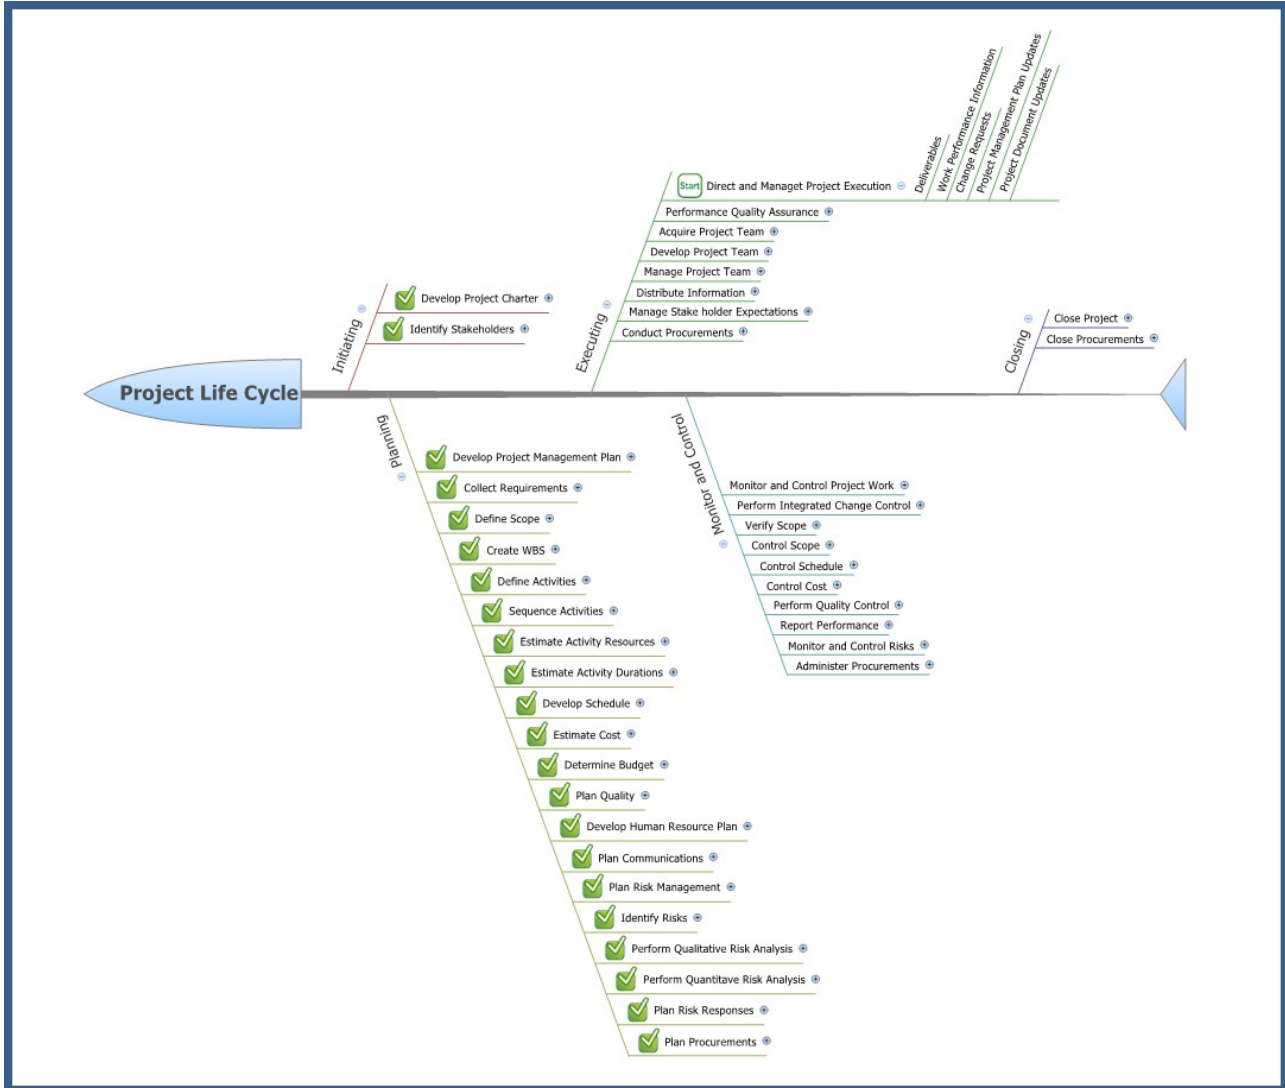 Project Life Cycle
Initiating
Develop Project Charter
Identify Stakeholders
Planning
Develop Project Management Plan
Collect Requirements
Define Scope
Create WBS
Define Activities
Sequence Activities
Estimate Activity Resources
Estimate Activity Durations
Develop Schedule
Estimate Cost
Determine Budget
Plan Quality
Develop Human Resource Plan
Plan Communications
Plan Risk Management
Identify Risks
Perform Qualitative Risk Analysis
Perform Quantitave Risk Analysis
Plan Risk Responses
Plan Procurements
Executing
Start Direct and Managet Project Execution
Deliverables
Work Performance Information
Change Requests
Project Management Plan Updates
Project Document Updates
Performance Quality Assurance
Acquire Project Team
Develop Project Team
Manage Project Team
Distribute Information
Manage Stake holder Expectations
Conduct Procurements
Monitor and Control
Monitor and Control Project Work
Perform Integrated Change Control
Verify Scope
Control Scope
Control Schedule
Control Cost
Perform Quality Control
Report Performance
Monitor and Control Risks
Administer Procurements
Closing
Close Project
Close Procurements